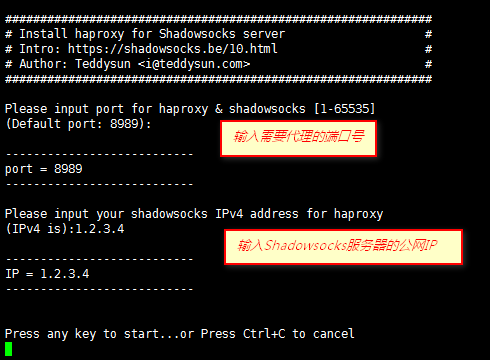 #############################################################
# Install haproxy for Shadowsocks server #
# Intro: https://shadowsocks.be/10.html #
# Author: Teddysun <i@teddysun.com> #
#############################################################
Please input port for haproxy & shadowsocks [1-65535]
(Default port: 8989):
输入需要代理的端口号
---------------------------
port = 8989
---------------------------
Please input your shadowsocks IPv4 address for haproxy
(IPv4 is):1.2.3.4
输入Shadowsocks服务器的公网IP
---------------------------
IP = 1.2.3.4
---------------------------
Press any key to start...or Press Ctrl+C to cancel